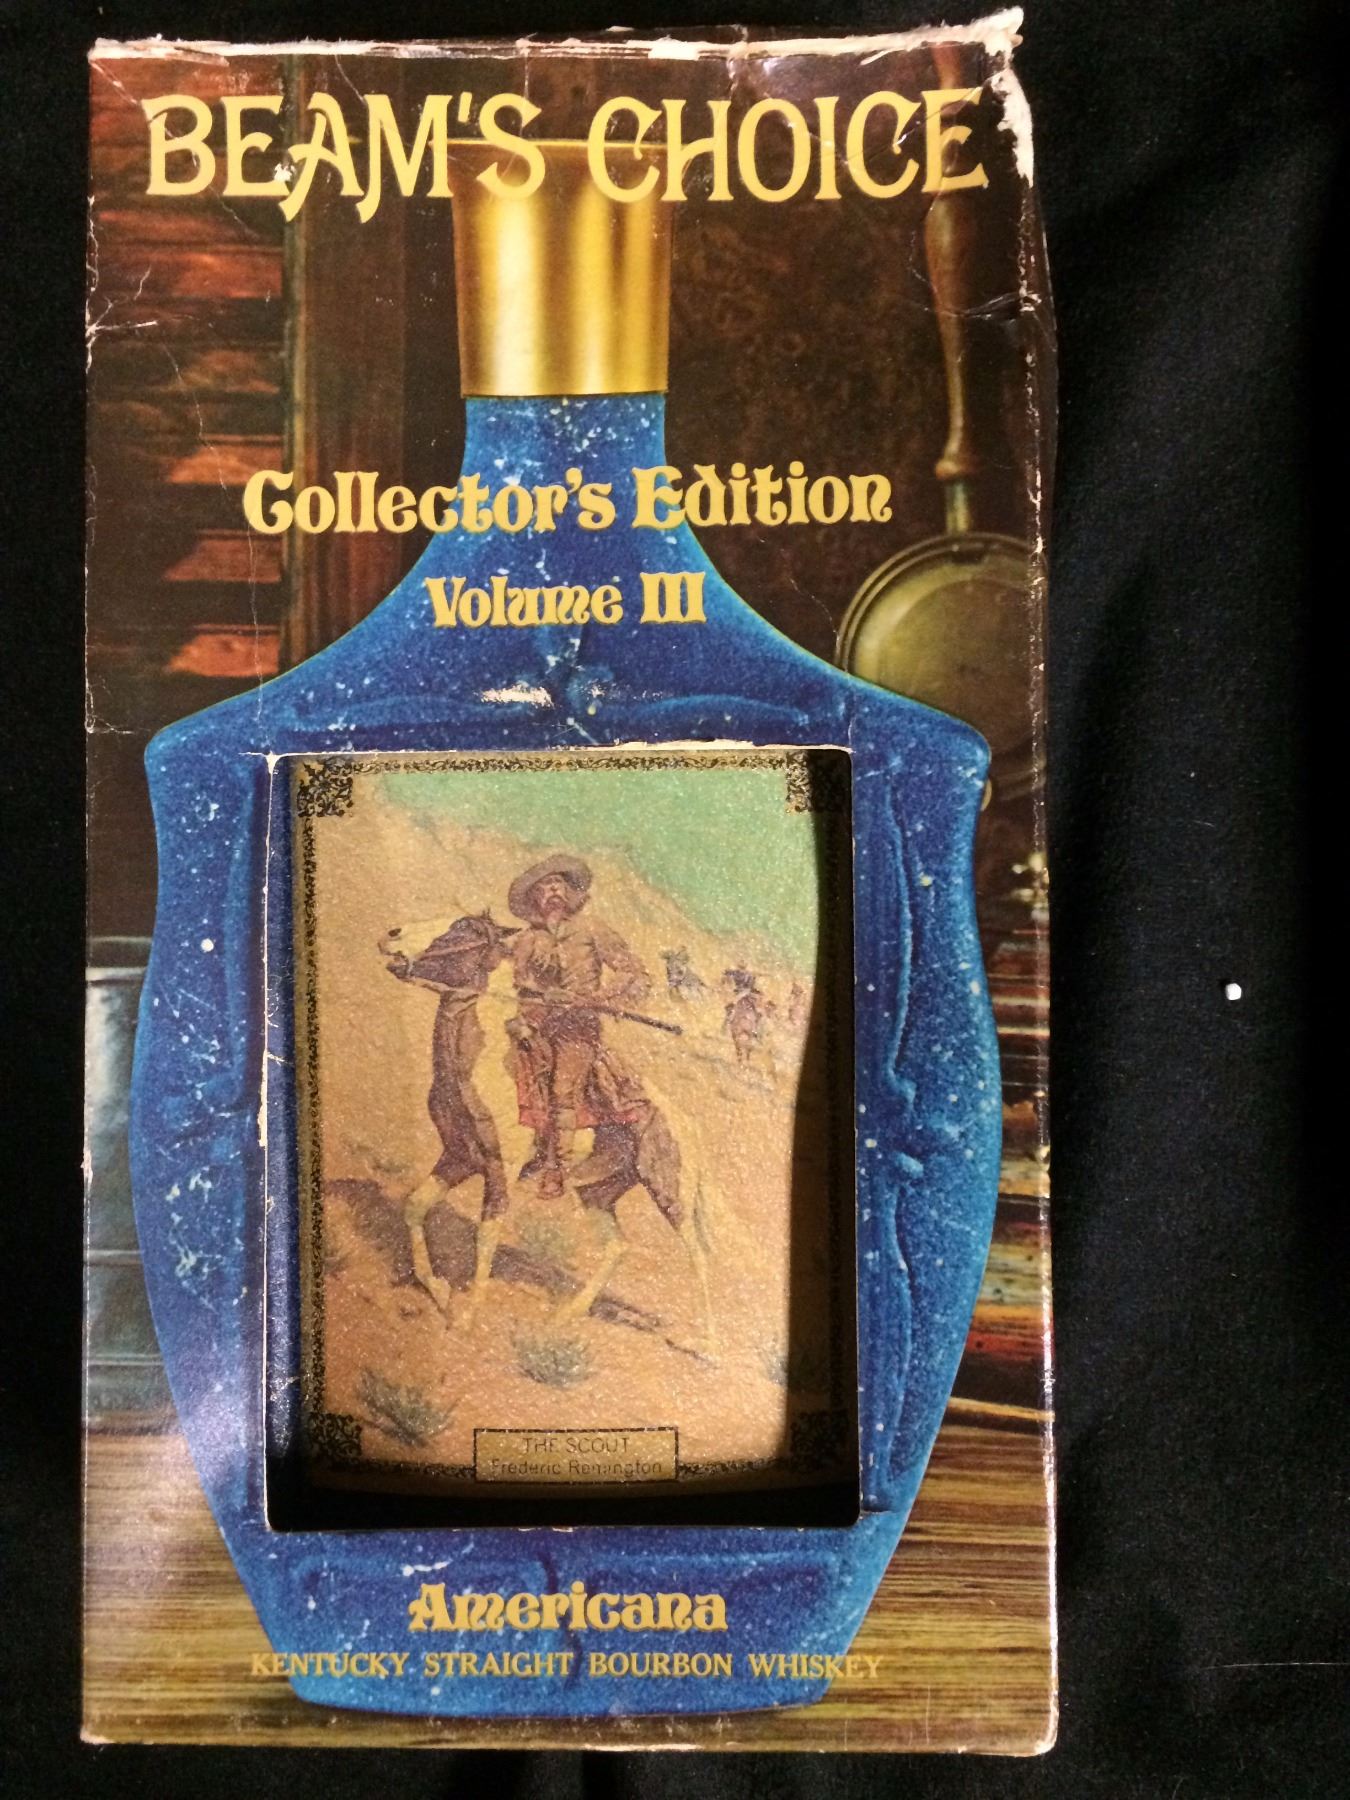 BEAM'S CHOICE
Collector's Edition
Volume III
THE SCOUT
Frederic Remington
Americana
KENTUCKY STRAIGHT BOURBON WHISKEY